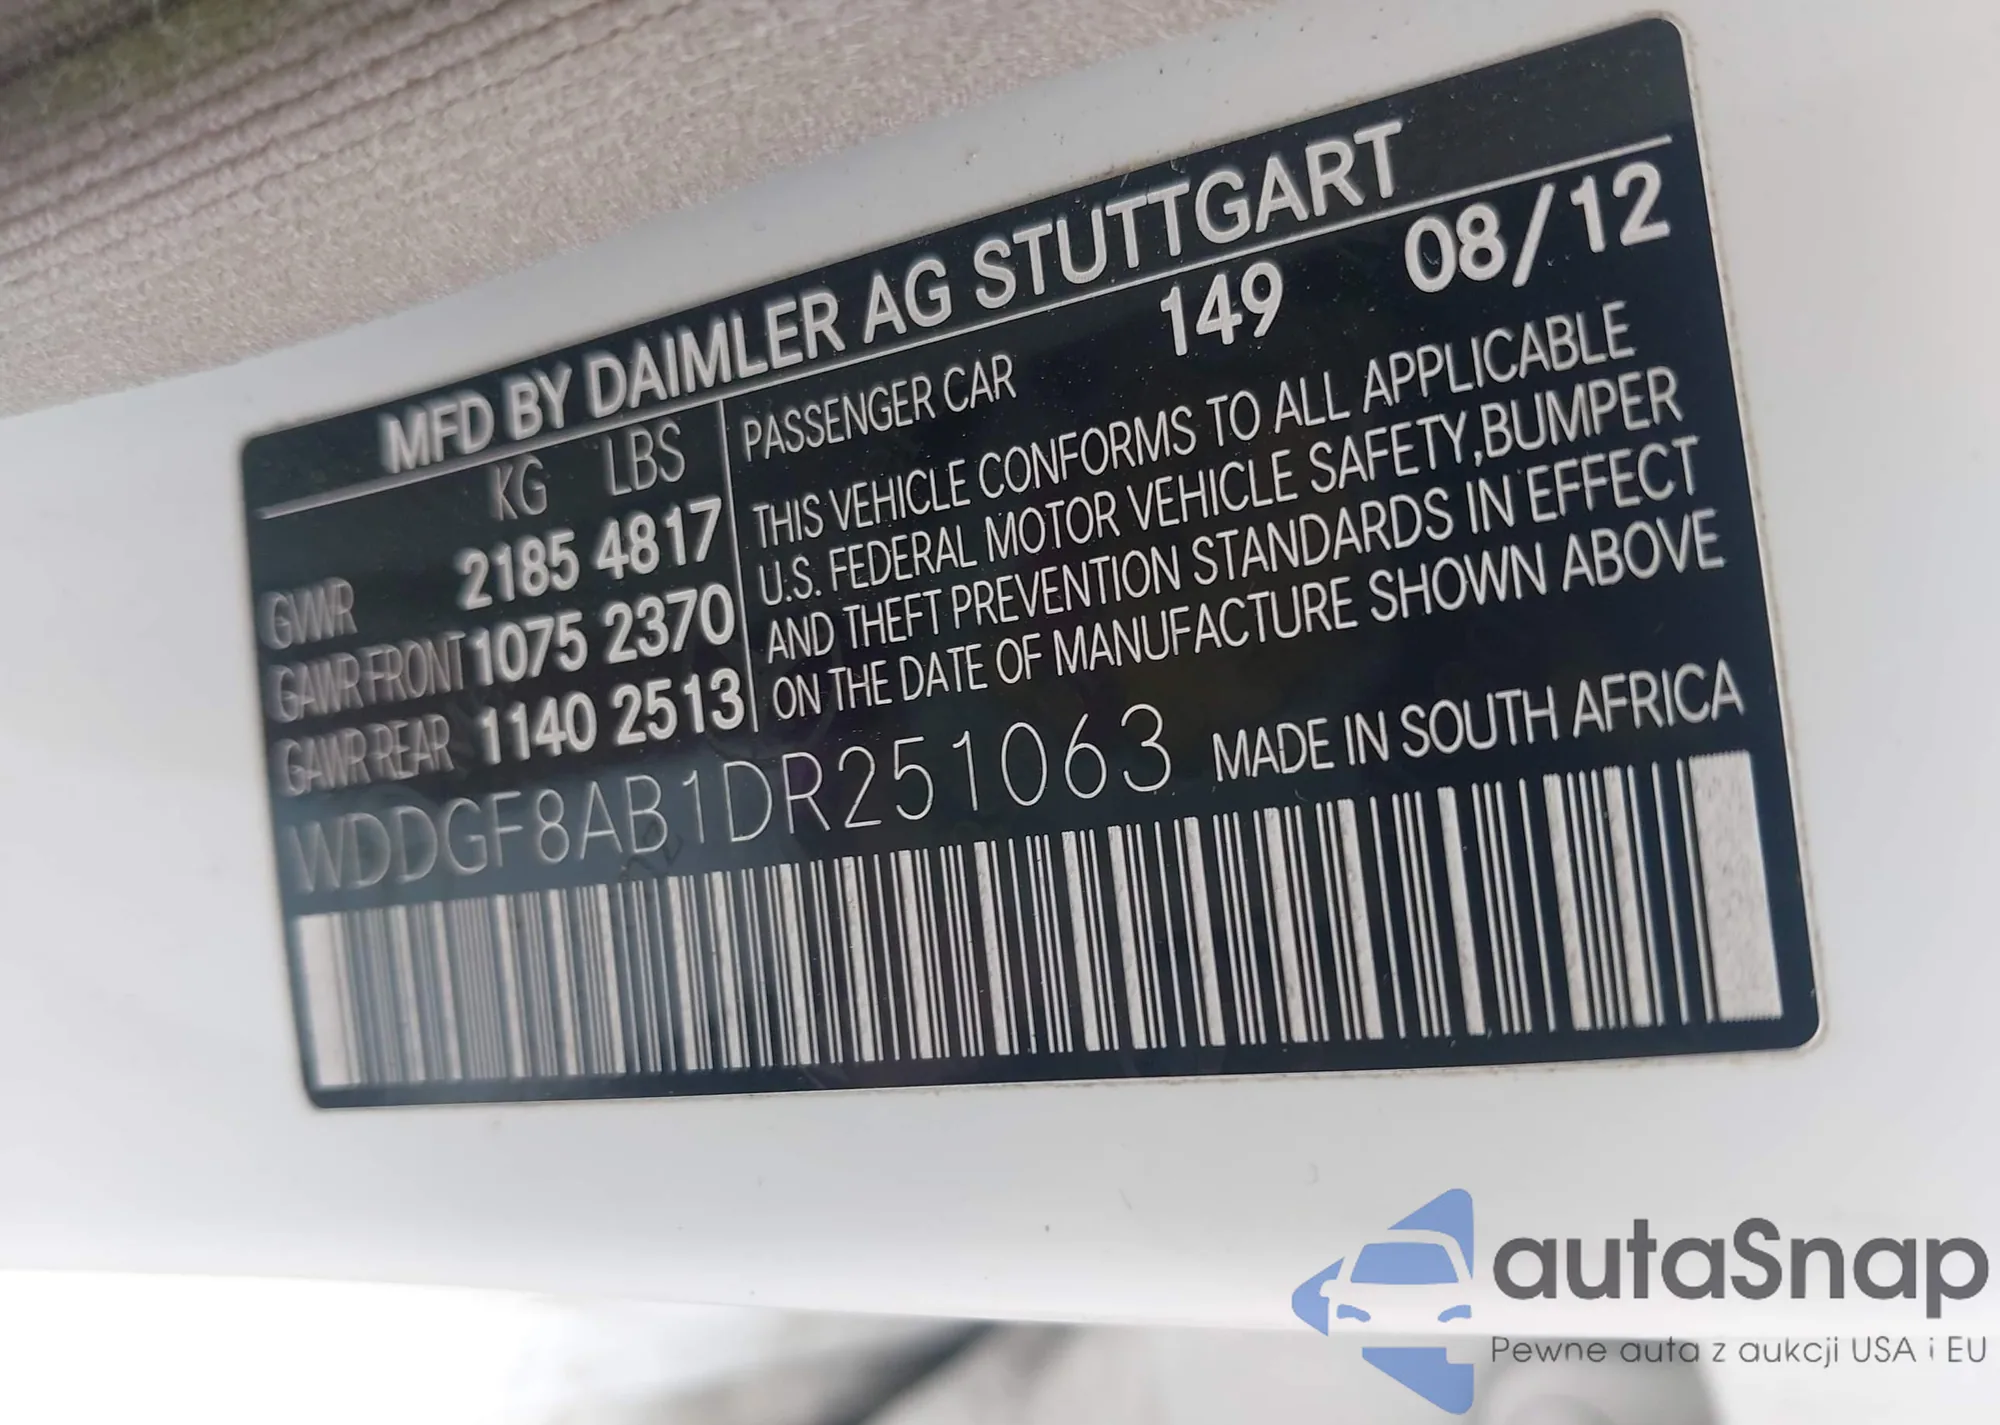 MFD BY DAIMLER AG STUTTGART
KG LBS
PASSENGER CAR 149 08/12
GVWR 2185 4817
GAWR FRONT 1075 2370
GAWR REAR 1140 2513
THIS VEHICLE CONFORMS TO ALL APPLICABLE
U.S. FEDERAL MOTOR VEHICLE SAFETY,BUMPER
AND THEFT PREVENTION STANDARDS IN EFFECT
ON THE DATE OF MANUFACTURE SHOWN ABOVE
WDDGF8AB1DR251063 MADE IN SOUTH AFRICA
autaSnap
Pewne auta z aukcji USA i EU